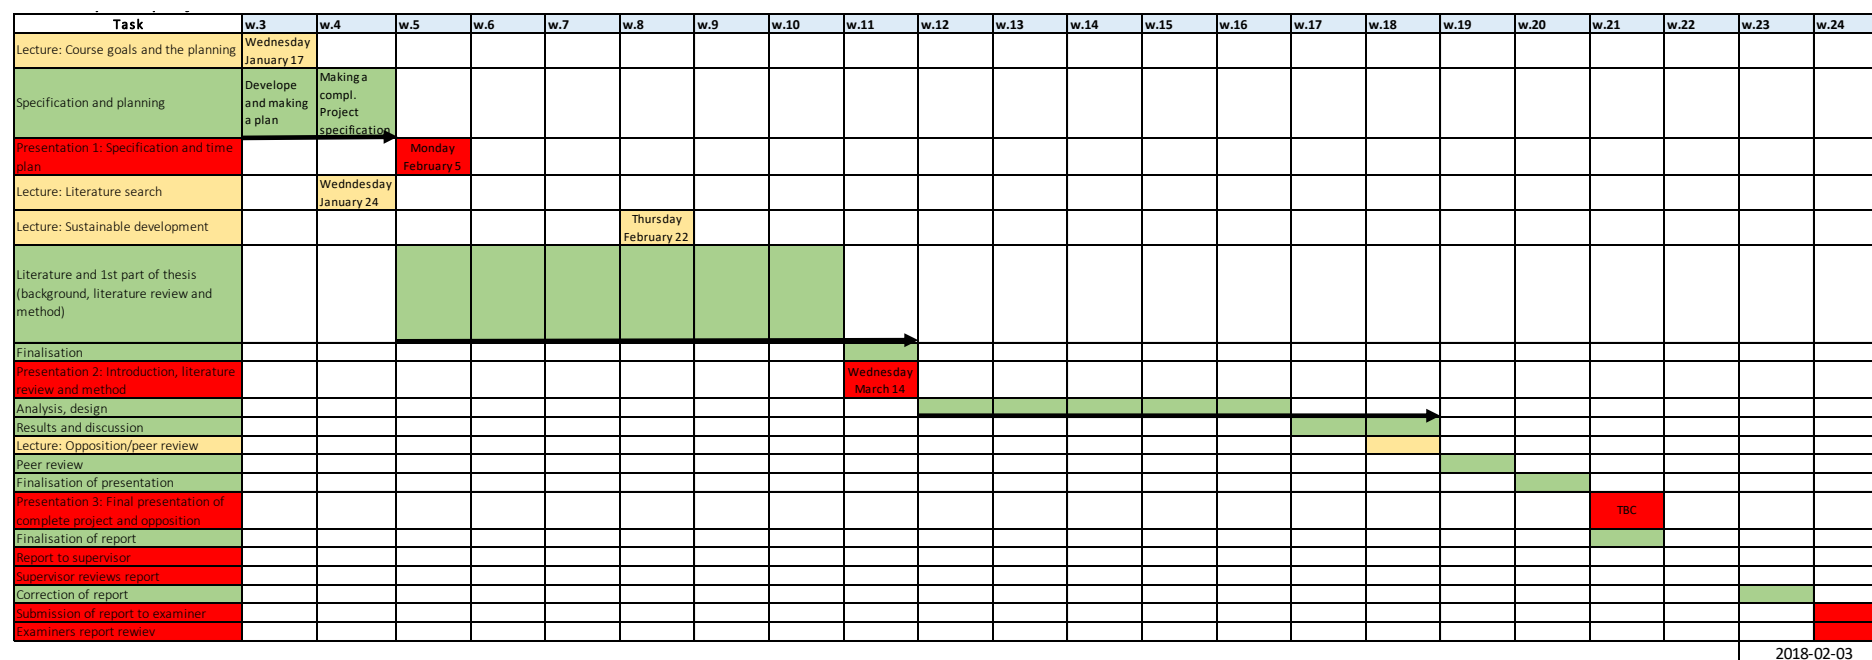 Task w.3 w.4 w.5 w.6 w.7 w.8 w.9 w.10 w.11 w.12 w.13 w.14 w.15 w.16 w.17 w.18 w.19 w.20 w.21 w.22 w.23 w.24
Lecture: Course goals and the planning
Wednesday
January 17
Specification and planning
Develope
and making
a plan
Making a
compl.
Project
specification
Presentation 1: Specification and time
plan
Monday
February 5
Lecture: Literature search
Wedndesday
January 24
Lecture: Sustainable development
Thursday
February 22
Literature and 1st part of thesis
(background, literature review and
method)
Finalisation
Presentation 2: Introduction, literature
review and method
Wednesday
March 14
Analysis, design
Results and discussion
Lecture: Opposition/peer review
Peer review
Finalisation of presentation
Presentation 3: Final presentation of
complete project and opposition
TBC
Finalisation of report
Report to supervisor
Supervisor reviews report
Correction of report
Submission of report to examiner
Examiners report rewiev
2018-02-03